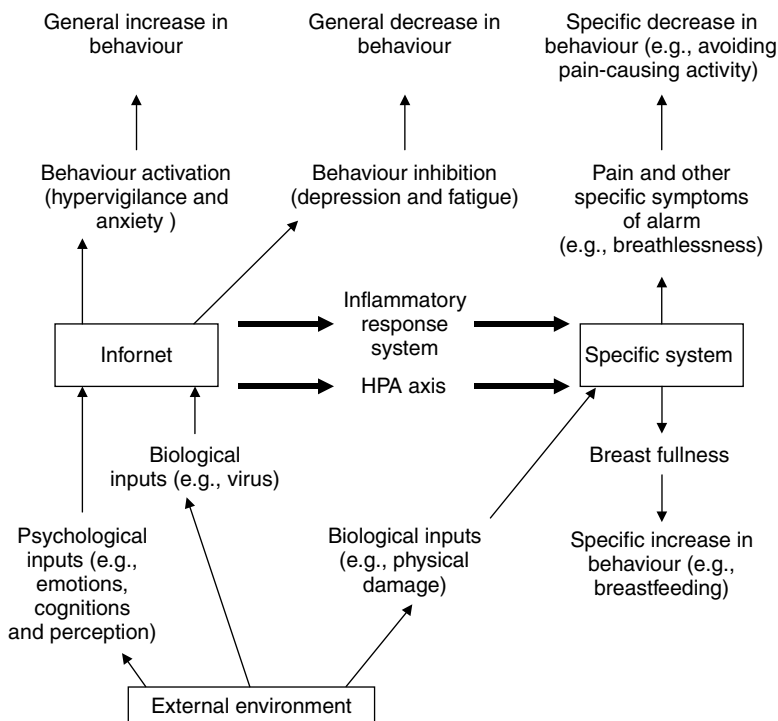 General increase in
behaviour
General decrease in
behaviour
Specific decrease in
behaviour (e.g., avoiding
pain-causing activity)
Behaviour activation
(hypervigilance and
anxiety )
Behaviour inhibition
(depression and fatigue)
Pain and other
specific symptoms
of alarm
(e.g., breathlessness)
Infornet
Inflammatory
response
system
HPA axis
Specific system
Biological
inputs (e.g., virus)
Breast fullness
Psychological
inputs (e.g.,
emotions,
cognitions
and perception)
Biological inputs
(e.g., physical
damage)
Specific increase in
behaviour (e.g.,
breastfeeding)
External environment